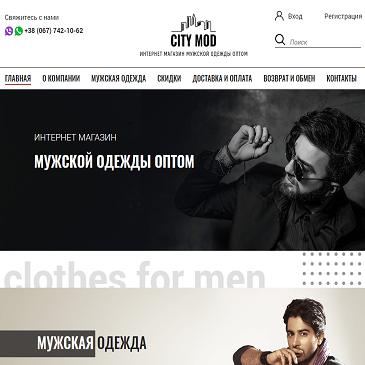 Свяжитесь с нами
+38 (067) 742-10-62
CITY MOD
ИНТЕРНЕТ МАГАЗИН МУЖСКОЙ ОДЕЖДЫ ОПТОМ
Вход Регистрация
Поиск
ГЛАВНАЯ О КОМПАНИИ МУЖСКАЯ ОДЕЖДА СКИДКИ ДОСТАВКА И ОПЛАТА ВОЗВРАТ И ОБМЕН КОНТАКТЫ
ИНТЕРНЕТ МАГАЗИН
МУЖСКОЙ ОДЕЖДЫ ОПТОМ
clothes for men
МУЖСКАЯ ОДЕЖДА